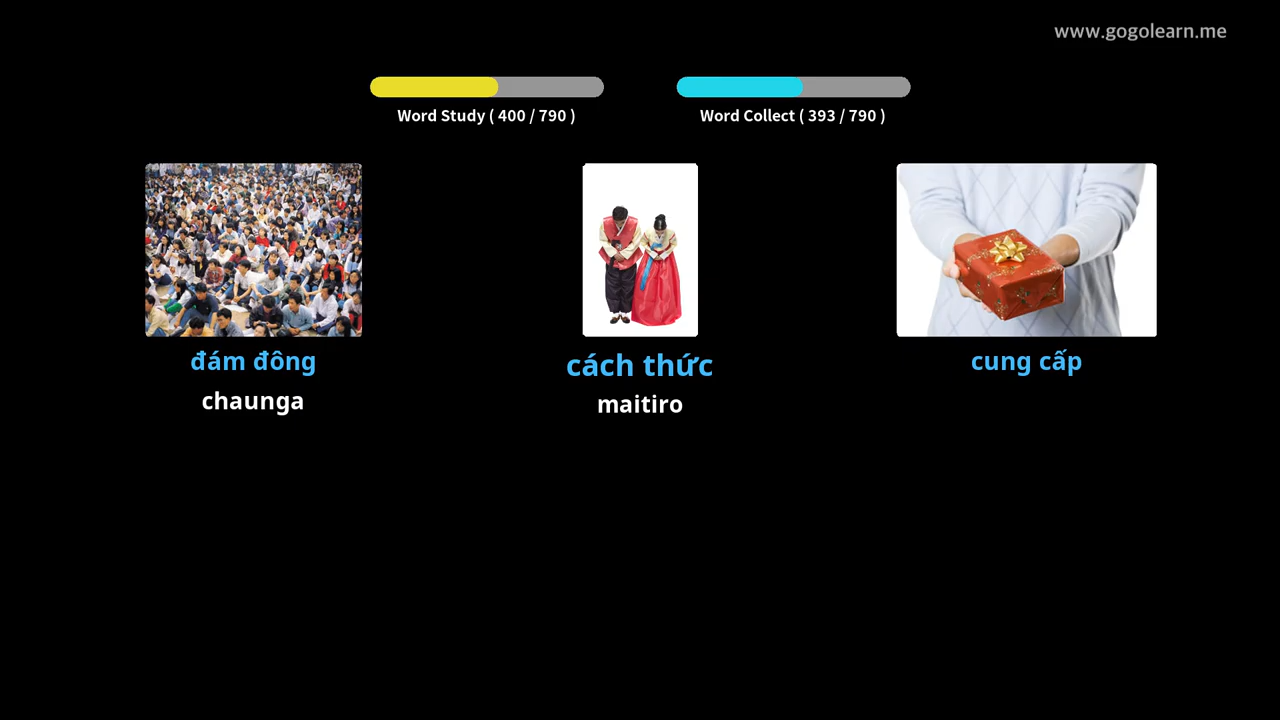 www.gogolearn.me
Word Study ( 400 / 790 )
Word Collect ( 393 / 790 )
đám đông
chaunga
cách thức
maitiro
cung cấp